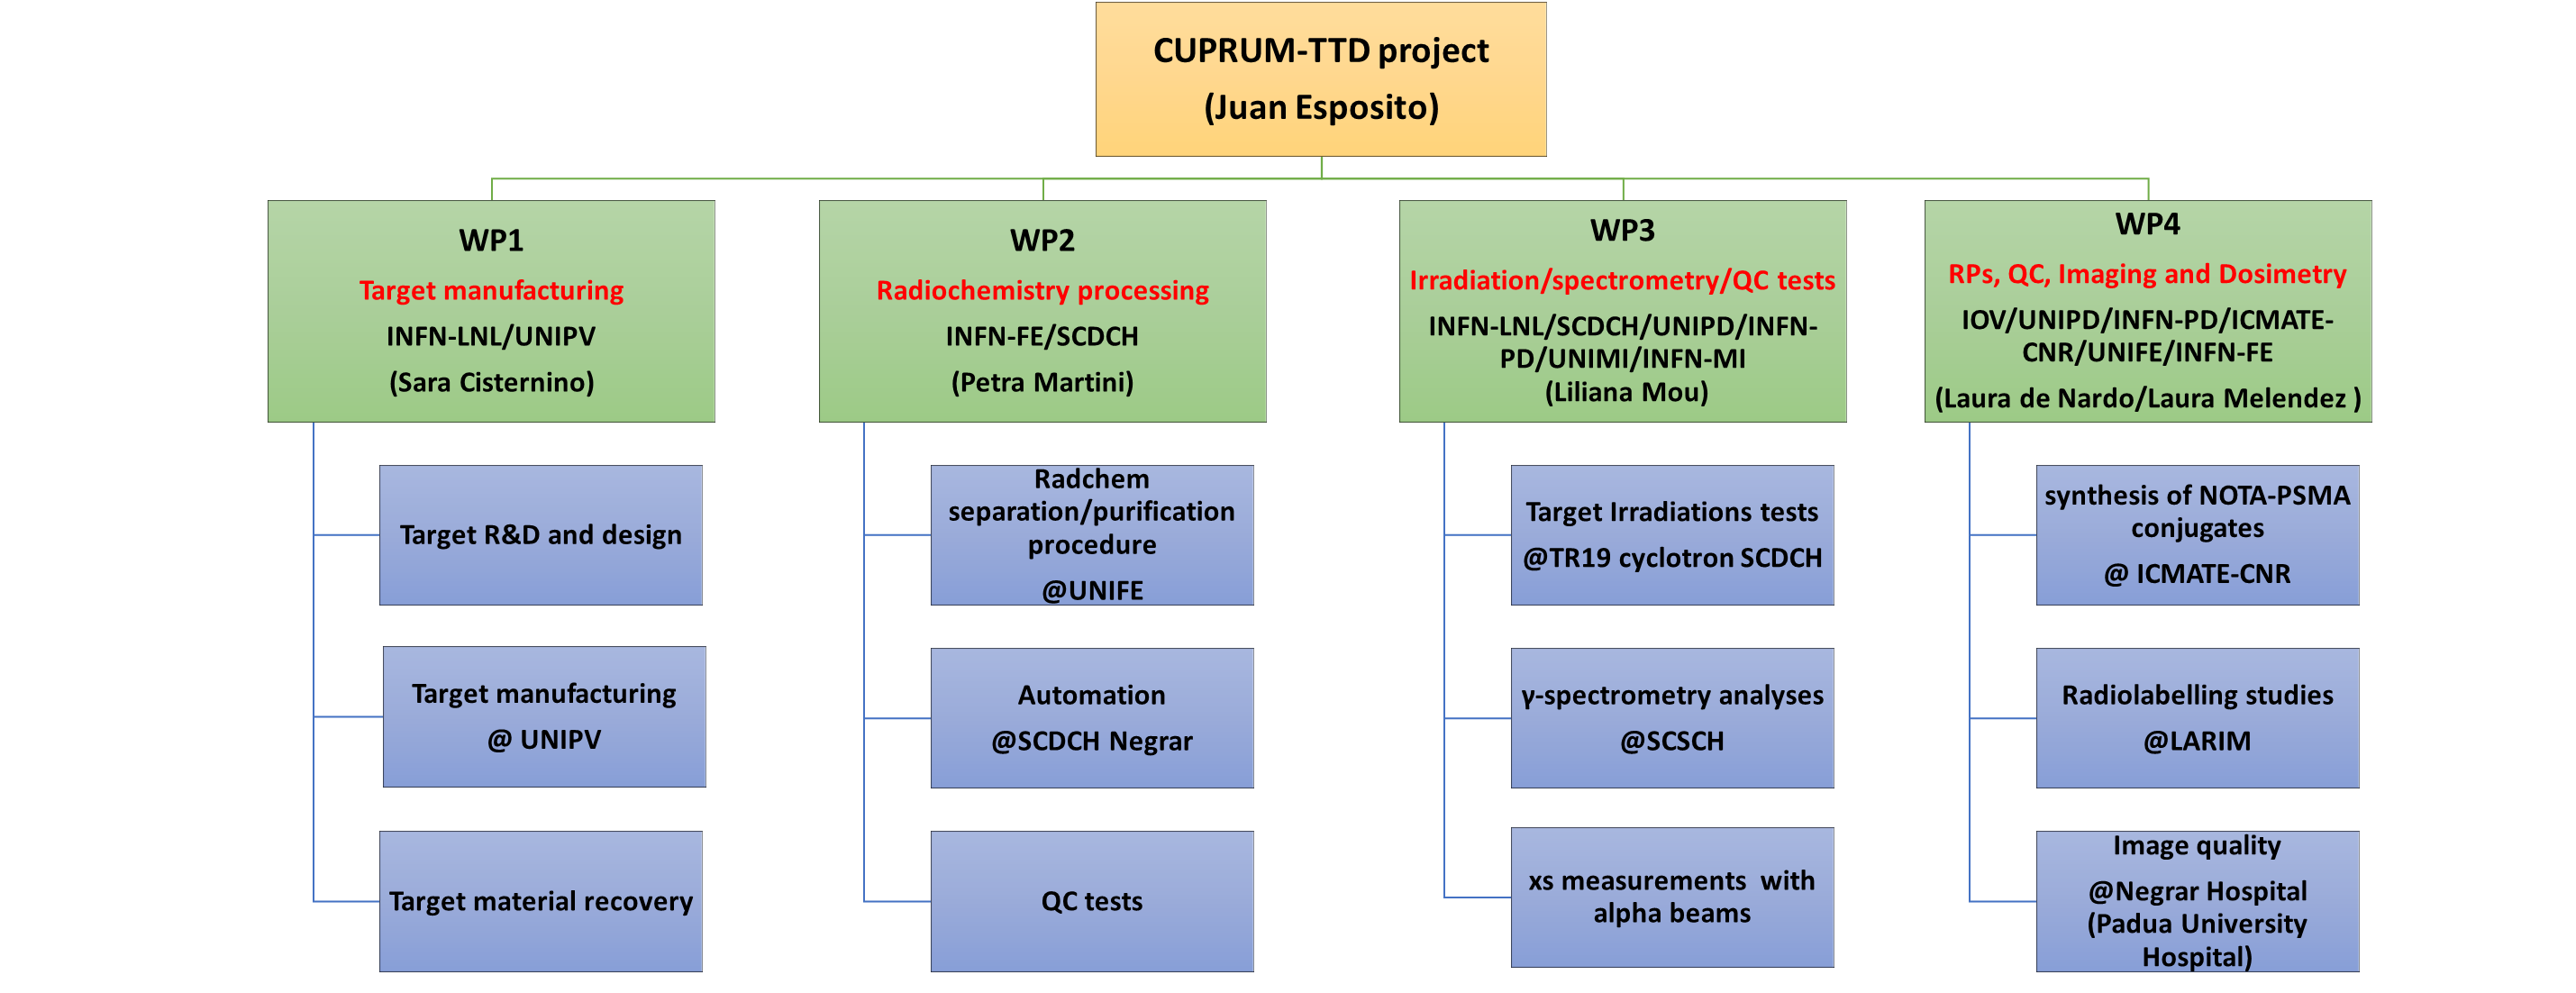 CUPRUM-TTD project
(Juan Esposito)
WP1
Target manufacturing
INFN-LNL/UNIPV
(Sara Cisternino)
Target R&D and design
Target manufacturing
@ UNIPV
Target material recovery
WP2
Radiochemistry processing
INFN-FE/SCDCH
(Petra Martini)
Radchem
separation/purification
procedure
@UNIFE
Automation
@SCDCH Negrar
QC tests
WP3
Irradiation/spectrometry/QC tests
INFN-LNL/SCDCH/UNIPD/INFN-
PD/UNIMI/INFN-MI
(Liliana Mou)
Target Irradiations tests
@TR19 cyclotron SCDCH
γ-spectrometry analyses
@SCSCH
xs measurements  with
alpha beams
WP4
RPs, QC, Imaging and Dosimetry
IOV/UNIPD/INFN-PD/ICMATE-
CNR/UNIFE/INFN-FE
(Laura de Nardo/Laura Melendez )
synthesis of NOTA-PSMA
conjugates
@ ICMATE-CNR
Radiolabelling studies
@LARIM
Image quality
@Negrar Hospital
(Padua University
Hospital)